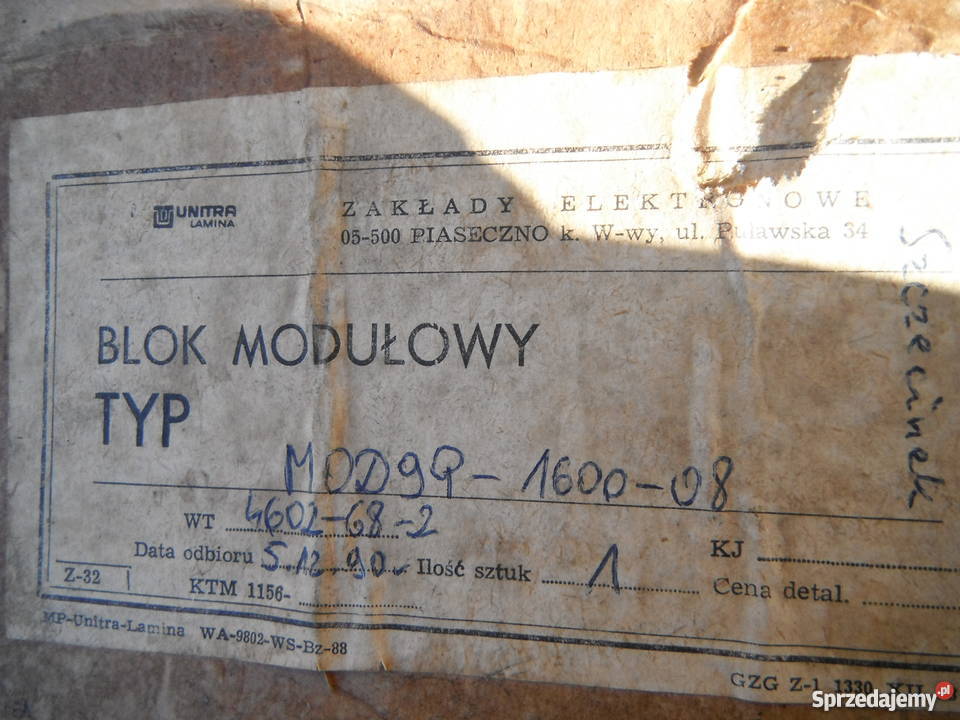 UNITRA
LAMINA
ZAKŁADY ELEKTRONOWE
05-500 PIASECZNO k. W-wy, ul. Puławska 34
Szczecinek
BLOK MODUŁOWY
TYP
MOD9P-1600-08
WT 4602-68-2
KJ
Data odbioru 5.12.90- Ilość sztuk 1
Cena detal.
Z-32
KTM 1156-
MP-Unitra-Lamina WA-9802-WS-Bz-88
GZG Z-1 1330 XII
Sprzedajemy.pl